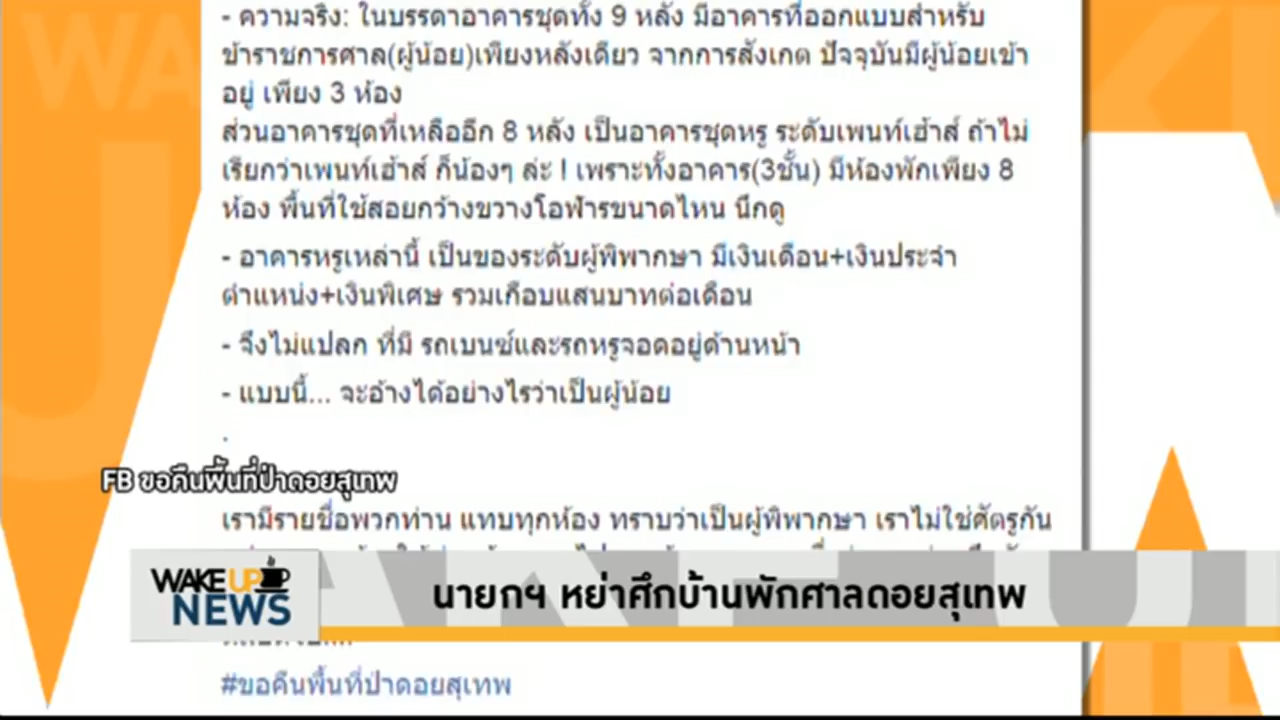 - ความจริง: ในบรรดาอาคารชุดทั้ง 9 หลัง มีอาคารที่ออกแบบสำหรับ
ข้าราชการศาล(ผู้น้อย)เพียงหลังเดียว จากการสังเกต ปัจจุบันมีผู้น้อยเข้า
อยู่ เพียง 3 ห้อง
ส่วนอาคารชุดที่เหลืออีก 8 หลัง เป็นอาคารชุดหรู ระดับเพนท์เฮ้าส์ ถ้าไม่
เรียกว่าเพนท์เฮ้าส์ ก็น้องๆ ล่ะ ! เพราะทั้งอาคาร(3ชั้น) มีห้องพักเพียง 8
ห้อง พื้นที่ใช้สอยกว้างขวางโอฬารขนาดไหน นึกดู
- อาคารหรูเหล่านี้ เป็นของระดับผู้พิพากษา มีเงินเดือน+เงินประจำ
ตำแหน่ง+เงินพิเศษ รวมเกือบแสนบาทต่อเดือน
- จึงไม่แปลก ที่มี รถเบนซ์และรถหรูจอดอยู่ด้านหน้า
- แบบนี้... จะอ้างได้อย่างไรว่าเป็นผู้น้อย
.
FB ขอคืนพื้นที่ป่าดอยสุเทพ
เรามีรายชื่อพวกท่าน แทบทุกห้อง ทราบว่าเป็นผู้พิพากษา เราไม่ใช่ศัตรูกัน
WAKE UP NEWS
นายกฯ หย่าศึกบ้านพักศาลดอยสุเทพ
#ขอคืนพื้นที่ป่าดอยสุเทพ